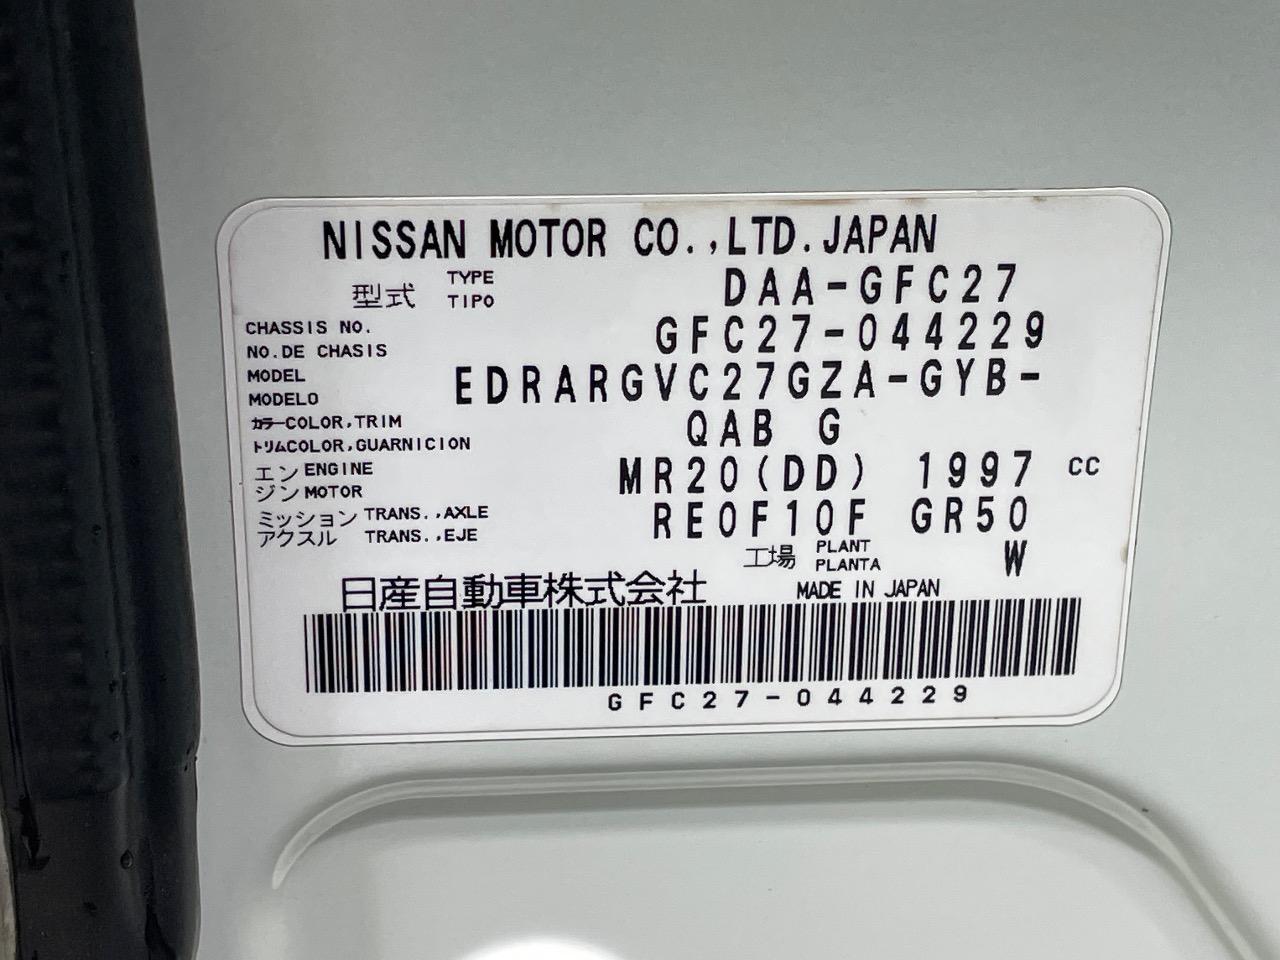 NISSAN MOTOR CO.,LTD.JAPAN
型式 TYPE TIPO DAA-GFC27
CHASSIS NO. NO.DE CHASIS GFC27-044229
MODEL MODELO EDRARGVC27GZA-GYB-
カラーCOLOR,TRIM トリムCOLOR,GUARNICION QAB G
エンジン ENGINE MOTOR MR20(DD) 1997 CC
ミッション TRANS.,AXLE アクスル TRANS.,EJE RE0F10F GR50
工場 PLANT PLANTA W
日産自動車株式会社 MADE IN JAPAN
GFC27-044229